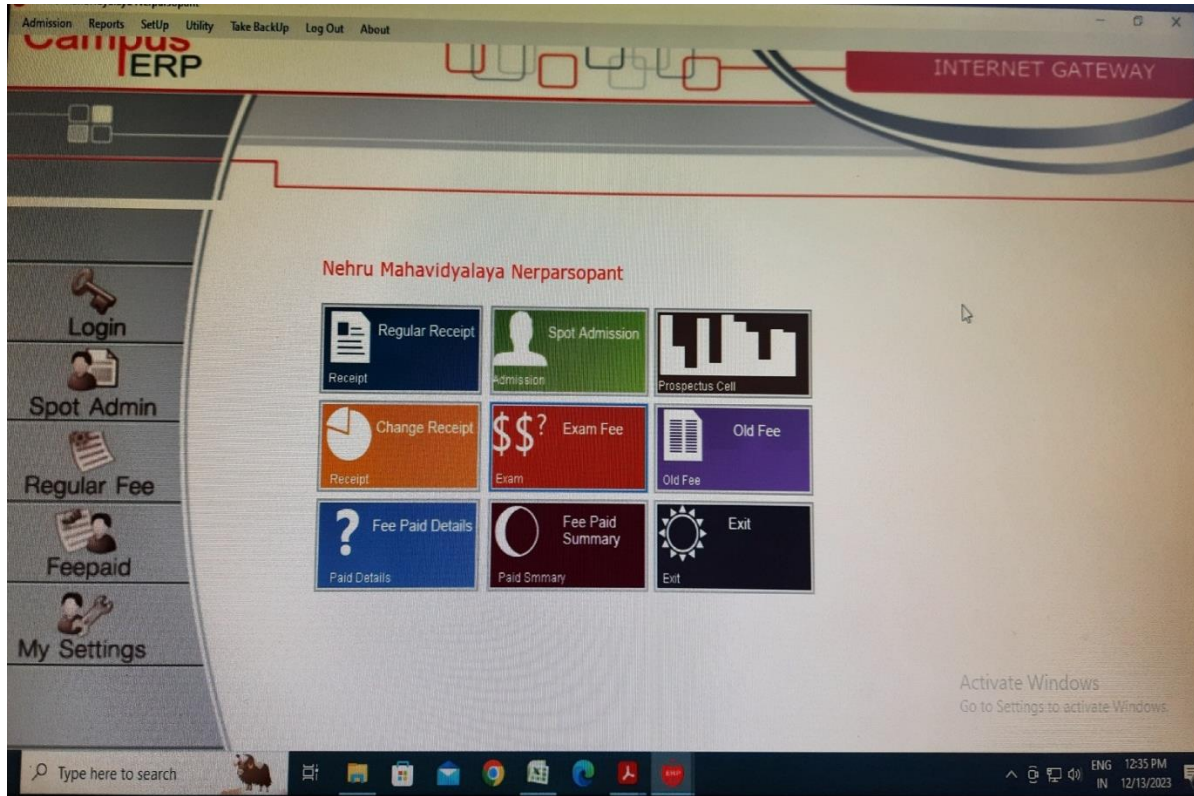 Admission Reports SetUp Utility Take BackUp Log Out About
Campus
ERP
INTERNET GATEWAY
Login
Spot Admin
Regular Fee
Feepaid
My Settings
Nehru Mahavidyalaya Nerparsopant
Regular Receipt
Receipt
Spot Admission
Admission
Prospectus Cell
Change Receipt
Receipt
$$? Exam Fee
Exam
Old Fee
Old Fee
? Fee Paid Details
Paid Details
Fee Paid
Summary
Paid Smmary
Exit
Exit
Activate Windows
Go to Settings to activate Windows.
Type here to search
ERP
ENG 12:35 PM
IN 12/13/2023